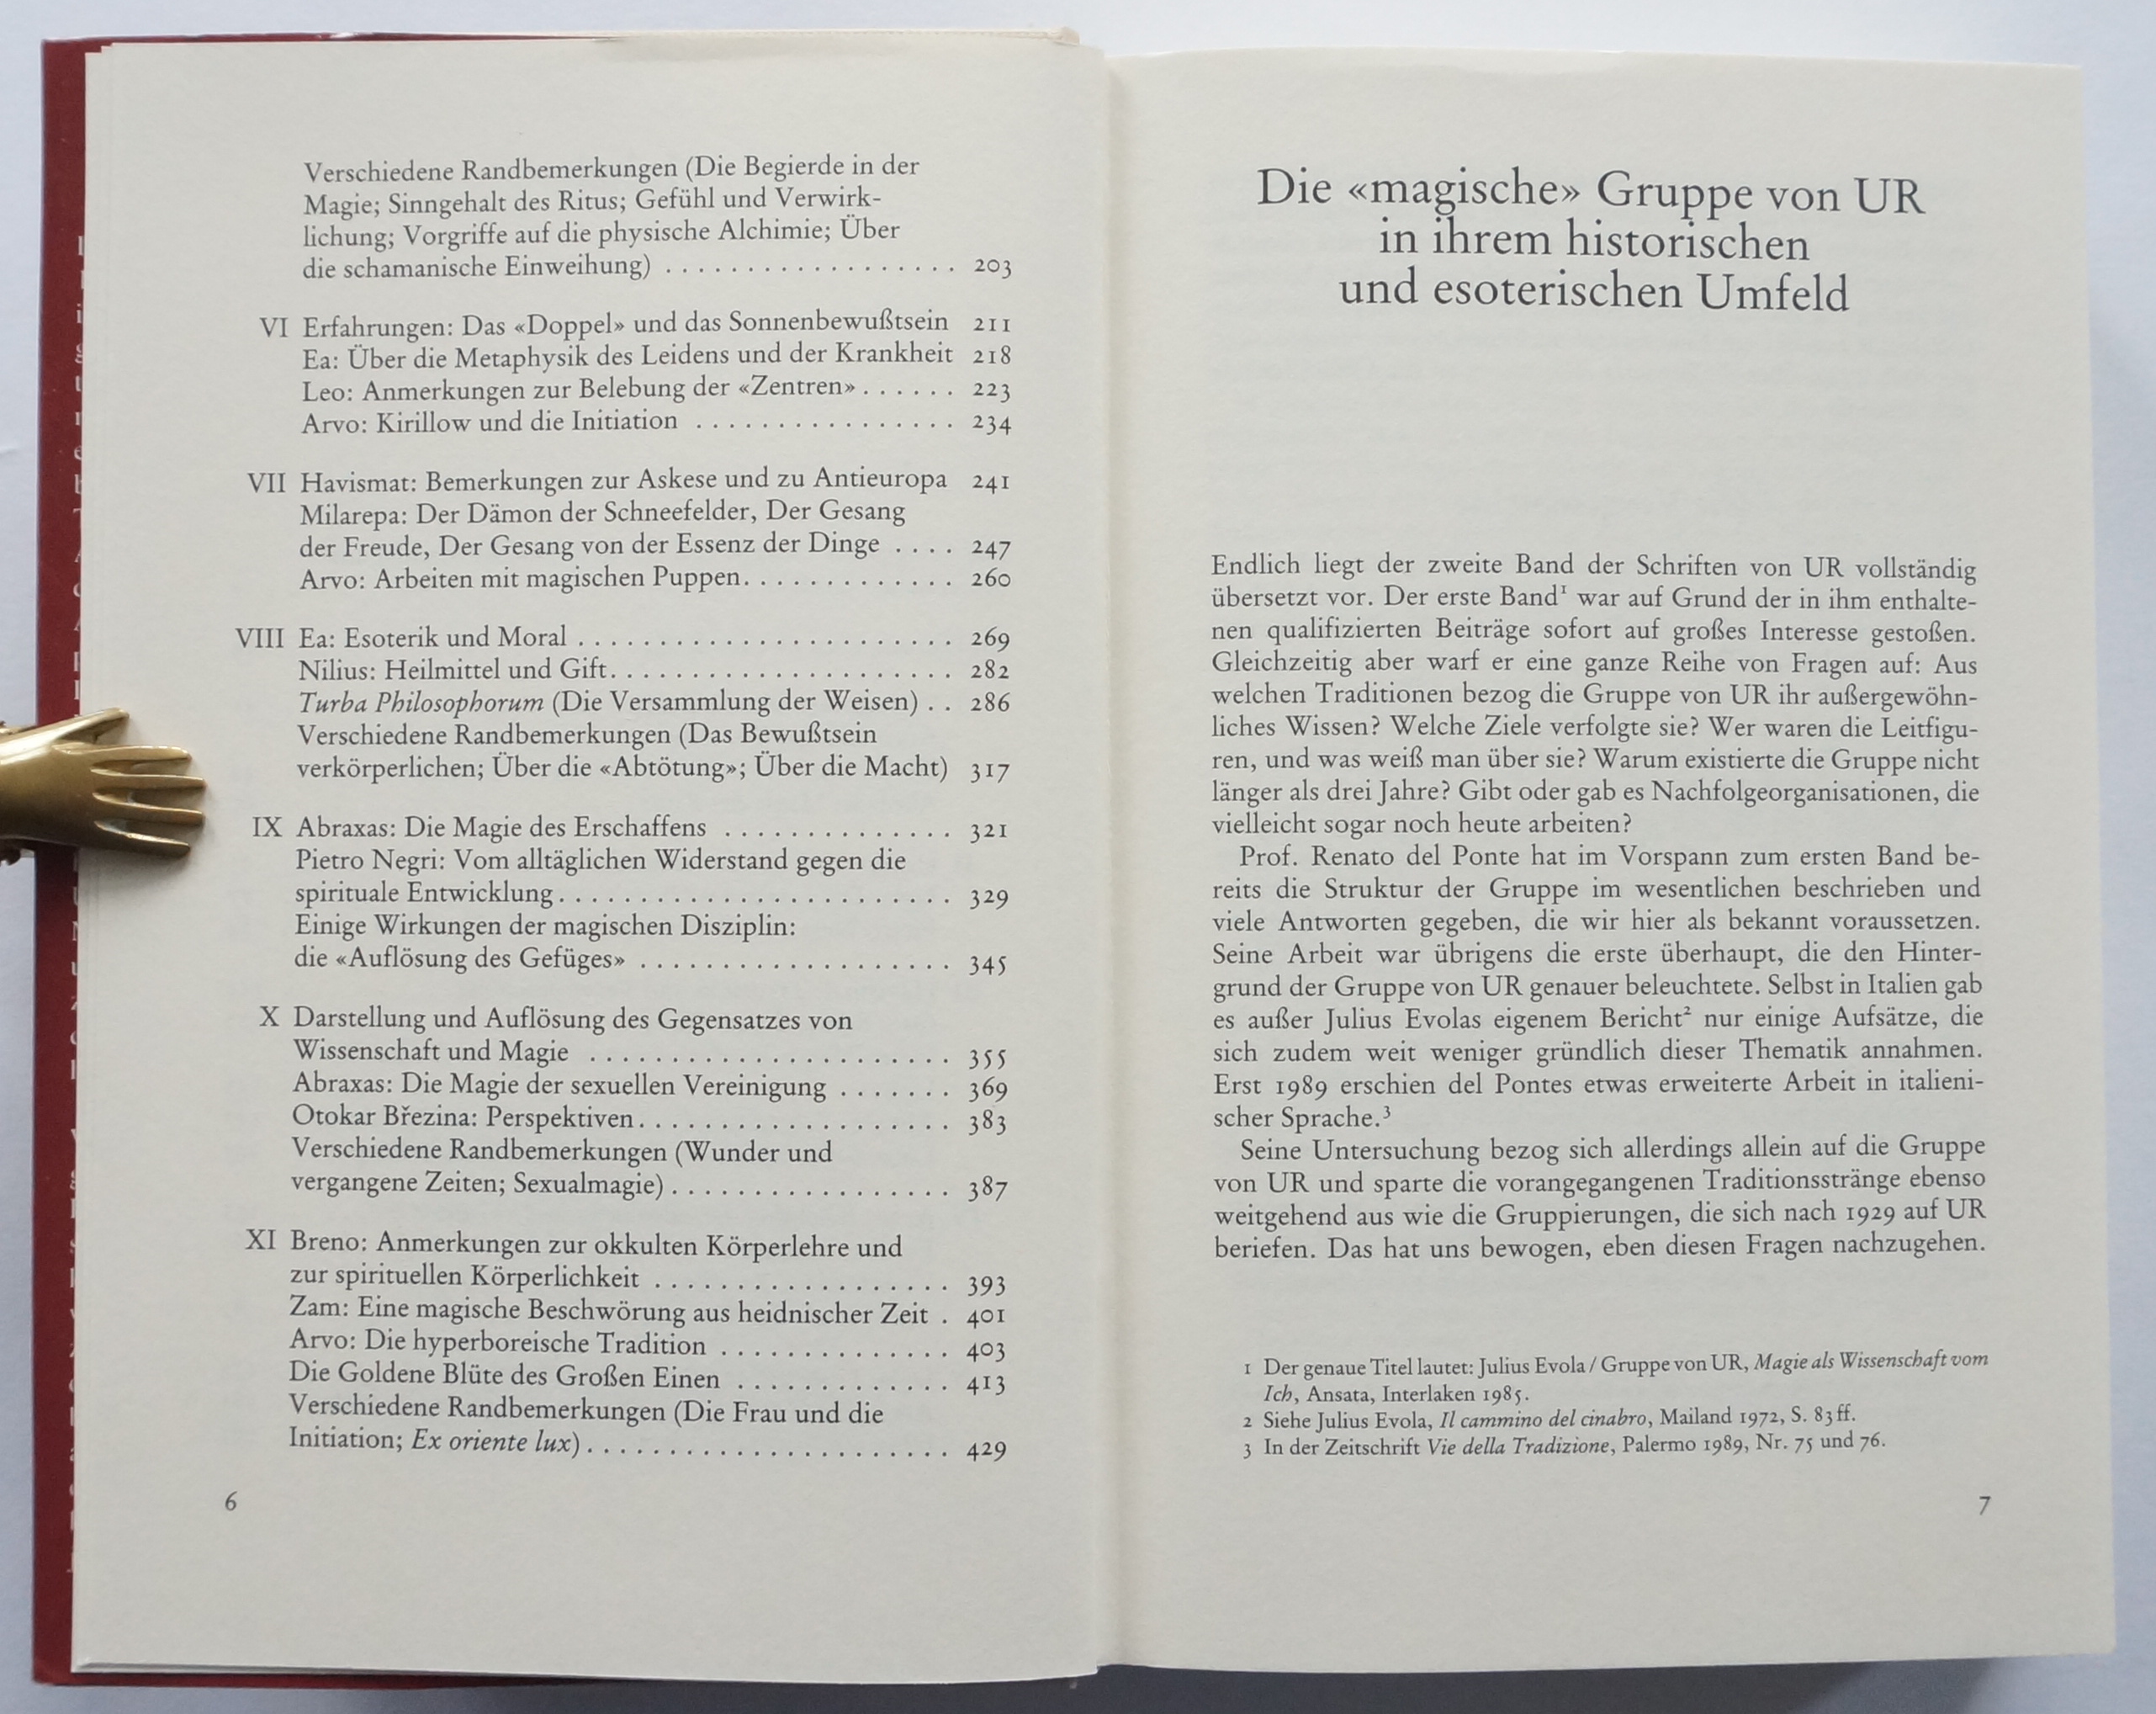 Verschiedene Randbemerkungen (Die Begierde in der
Magie; Sinngehalt des Ritus; Gefühl und Verwirk-
lichung; Vorgriffe auf die physische Alchimie; Über
die schamanische Einweihung) . . . . . . . . . . . . . . . . . . 203
VI Erfahrungen: Das «Doppel» und das Sonnenbewußtsein 211
Ea: Über die Metaphysik des Leidens und der Krankheit 218
Leo: Anmerkungen zur Belebung der «Zentren» . . . . . . 223
Arvo: Kirillow und die Initiation . . . . . . . . . . . . . . . . 234
VII Havismat: Bemerkungen zur Askese und zu Antieuropa 241
Milarepa: Der Dämon der Schneefelder, Der Gesang
der Freude, Der Gesang von der Essenz der Dinge . . . . 247
Arvo: Arbeiten mit magischen Puppen. . . . . . . . . . . . . 260
VIII Ea: Esoterik und Moral . . . . . . . . . . . . . . . . . . . . . . . 269
Nilius: Heilmittel und Gift. . . . . . . . . . . . . . . . . . . . . 282
Turba Philosophorum (Die Versammlung der Weisen) . . 286
Verschiedene Randbemerkungen (Das Bewußtsein
verkörperlichen; Über die «Abtötung»; Über die Macht) 317
IX Abraxas: Die Magie des Erschaffens . . . . . . . . . . . . . . 321
Pietro Negri: Vom alltäglichen Widerstand gegen die
spirituale Entwicklung. . . . . . . . . . . . . . . . . . . . . . . . 329
Einige Wirkungen der magischen Disziplin:
die «Auflösung des Gefüges» . . . . . . . . . . . . . . . . . . . 345
X Darstellung und Auflösung des Gegensatzes von
Wissenschaft und Magie . . . . . . . . . . . . . . . . . . . . . . 355
Abraxas: Die Magie der sexuellen Vereinigung . . . . . . . 369
Otokar Březina: Perspektiven. . . . . . . . . . . . . . . . . . . 383
Verschiedene Randbemerkungen (Wunder und
vergangene Zeiten; Sexualmagie) . . . . . . . . . . . . . . . . . 387
XI Breno: Anmerkungen zur okkulten Körperlehre und
zur spirituellen Körperlichkeit . . . . . . . . . . . . . . . . . . 393
Zam: Eine magische Beschwörung aus heidnischer Zeit . 401
Arvo: Die hyperboreische Tradition . . . . . . . . . . . . . . 403
Die Goldene Blüte des Großen Einen . . . . . . . . . . . . . 413
Verschiedene Randbemerkungen (Die Frau und die
Initiation; Ex oriente lux) . . . . . . . . . . . . . . . . . . . . . . 429
6
Die «magische» Gruppe von UR
in ihrem historischen
und esoterischen Umfeld
Endlich liegt der zweite Band der Schriften von UR vollständig
übersetzt vor. Der erste Band¹ war auf Grund der in ihm enthalte-
nen qualifizierten Beiträge sofort auf großes Interesse gestoßen.
Gleichzeitig aber warf er eine ganze Reihe von Fragen auf: Aus
welchen Traditionen bezog die Gruppe von UR ihr außergewöhn-
liches Wissen? Welche Ziele verfolgte sie? Wer waren die Leitfigu-
ren, und was weiß man über sie? Warum existierte die Gruppe nicht
länger als drei Jahre? Gibt oder gab es Nachfolgeorganisationen, die
vielleicht sogar noch heute arbeiten?
Prof. Renato del Ponte hat im Vorspann zum ersten Band be-
reits die Struktur der Gruppe im wesentlichen beschrieben und
viele Antworten gegeben, die wir hier als bekannt voraussetzen.
Seine Arbeit war übrigens die erste überhaupt, die den Hinter-
grund der Gruppe von UR genauer beleuchtete. Selbst in Italien gab
es außer Julius Evolas eigenem Bericht² nur einige Aufsätze, die
sich zudem weit weniger gründlich dieser Thematik annahmen.
Erst 1989 erschien del Pontes etwas erweiterte Arbeit in italieni-
scher Sprache.³
Seine Untersuchung bezog sich allerdings allein auf die Gruppe
von UR und sparte die vorangegangenen Traditionsstränge ebenso
weitgehend aus wie die Gruppierungen, die sich nach 1929 auf UR
beriefen. Das hat uns bewogen, eben diesen Fragen nachzugehen.
1 Der genaue Titel lautet: Julius Evola / Gruppe von UR, Magie als Wissenschaft vom
Ich, Ansata, Interlaken 1985.
2 Siehe Julius Evola, Il cammino del cinabro, Mailand 1972, S. 83 ff.
3 In der Zeitschrift Vie della Tradizione, Palermo 1989, Nr. 75 und 76.
7